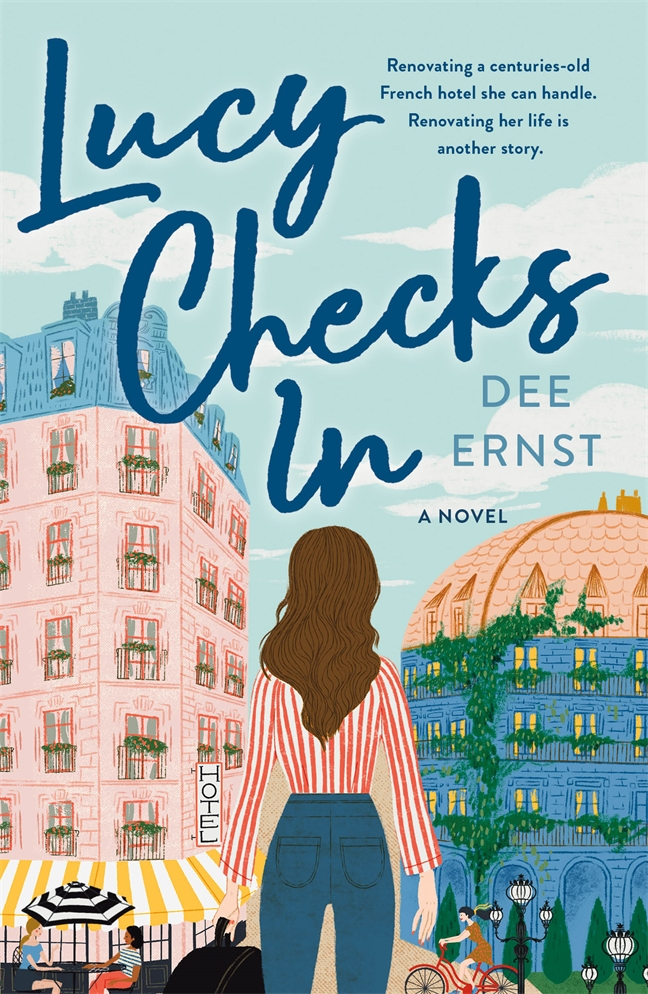 Lucy
Checks
In
Renovating a centuries-old
French hotel she can handle.
Renovating her life is
another story.
DEE
ERNST
A NOVEL
HOTEL